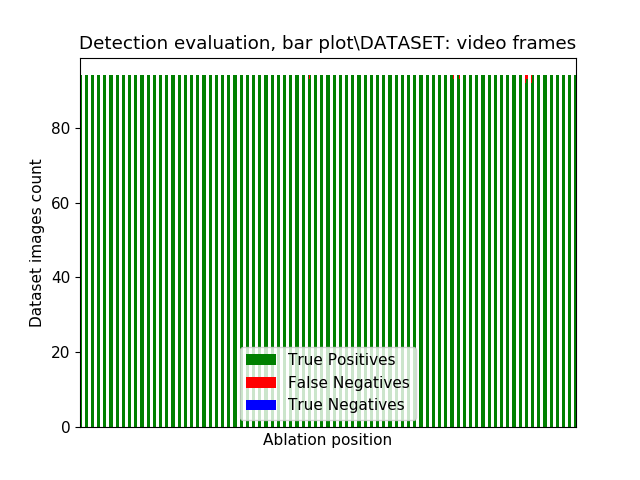 Detection evaluation, bar plot\DATASET: video frames
80
60
40
20
0
Dataset images count
True Positives
False Negatives
True Negatives
Ablation position